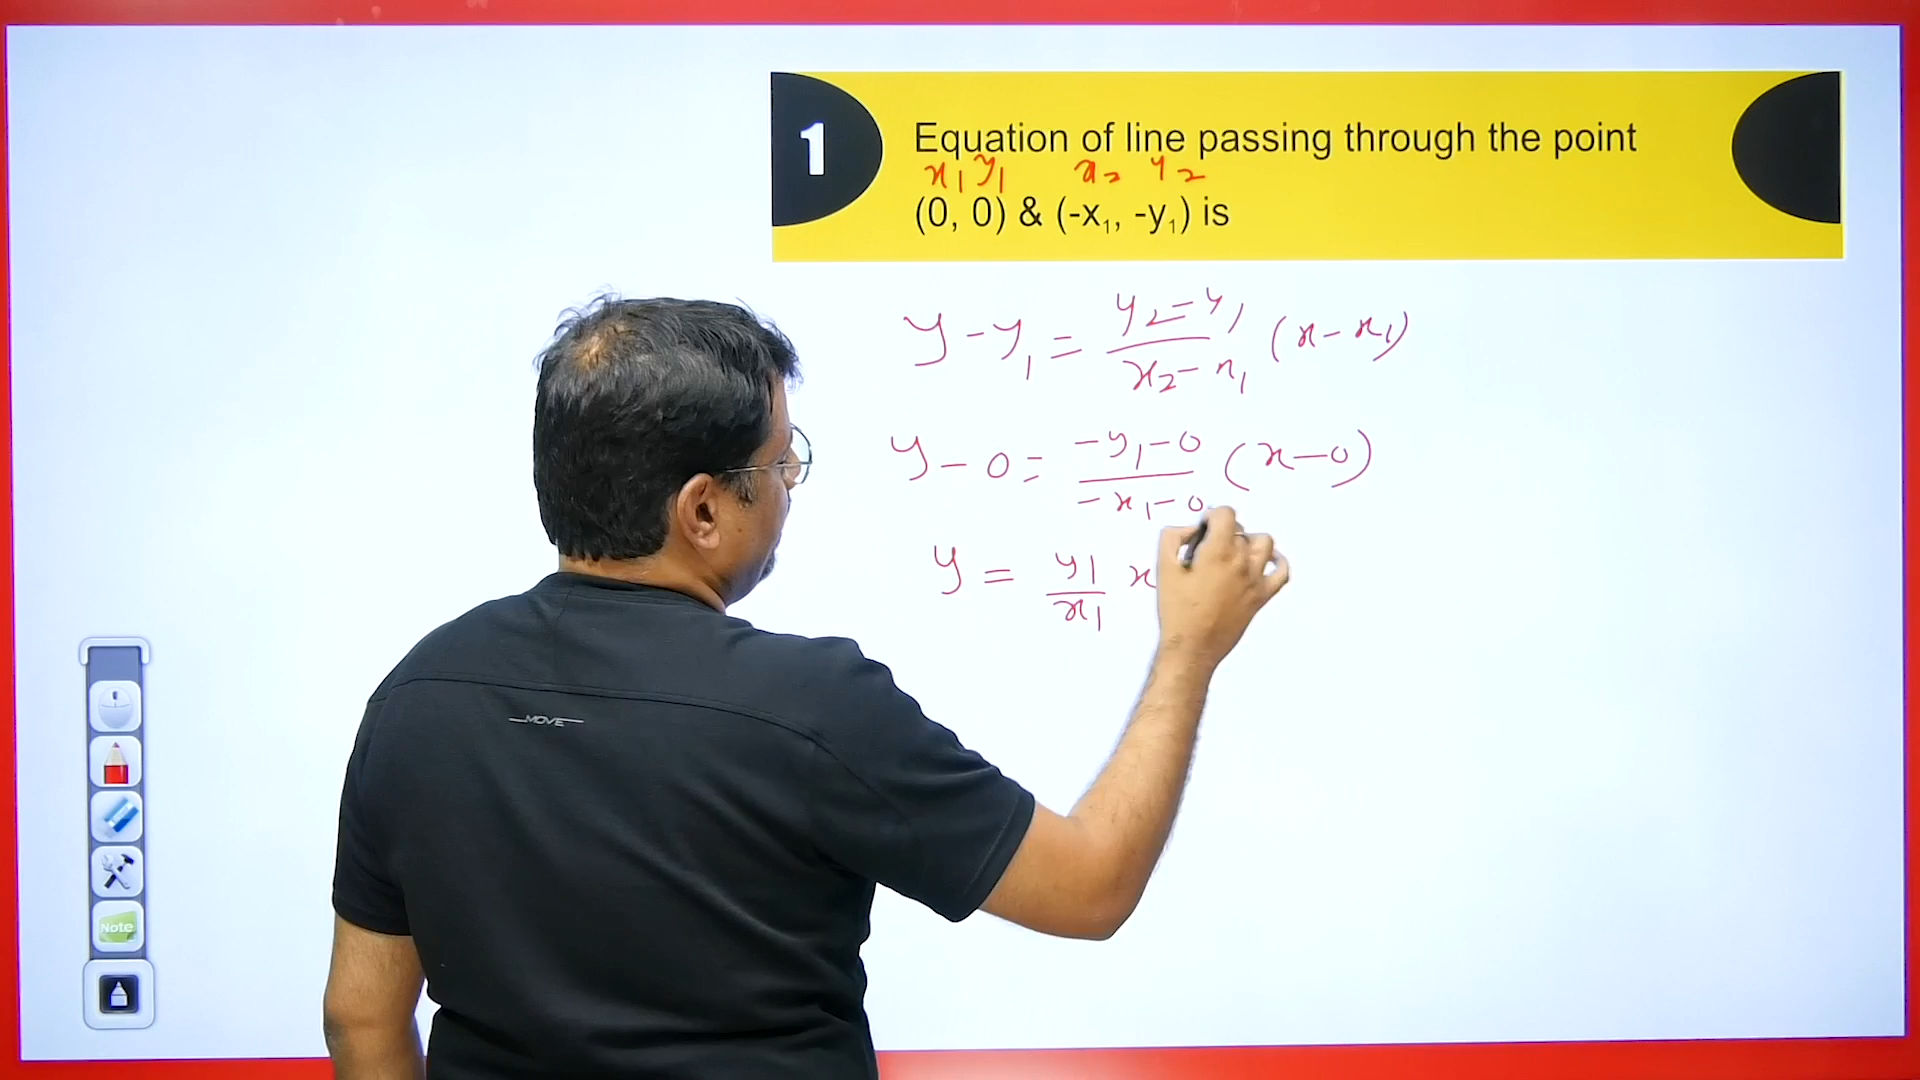 1
Equation of line passing through the point
x₁ y₁ x₂ y₂
(0, 0) & (-x₁, -y₁) is
y - y₁ = y₂ - y₁ / x₂ - x₁ (x - x₁)
y - 0 = -y₁ - 0 / -x₁ - 0 (x - 0)
y = y₁ / x₁ x
MOVE
Note